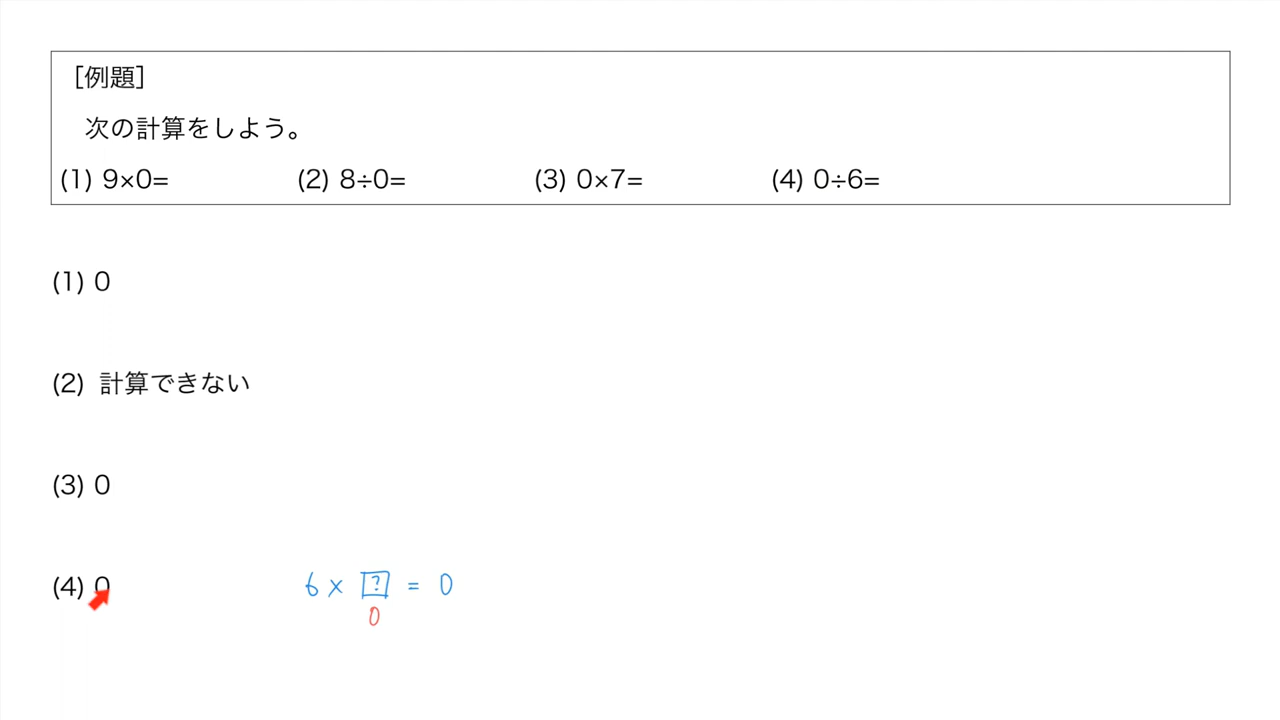 ［例題］
次の計算をしよう。
(1) 9×0= (2) 8÷0= (3) 0×7= (4) 0÷6=
(1) 0
(2) 計算できない
(3) 0
(4) 0 6 × ? = 0
0